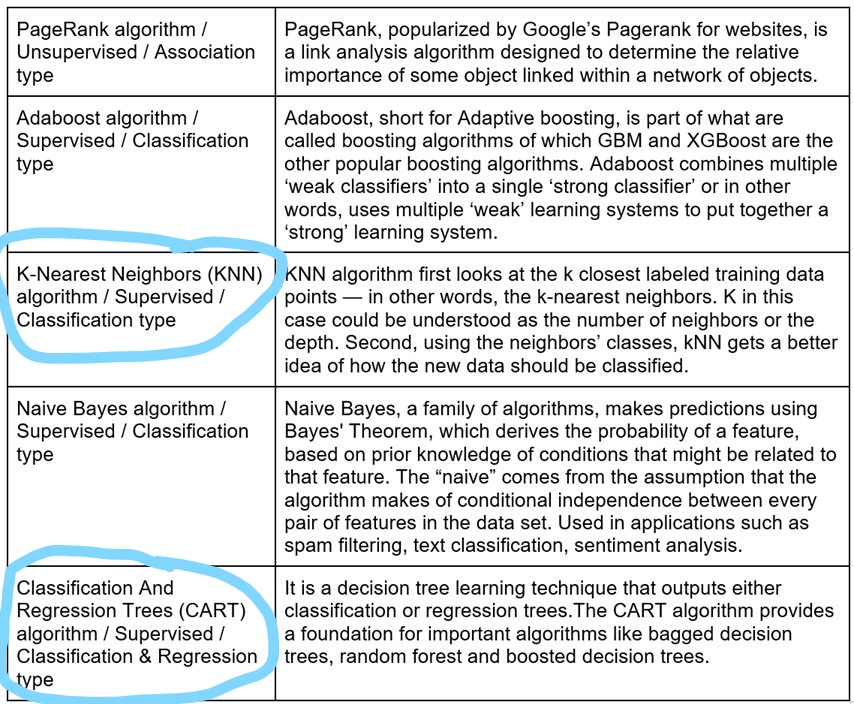 PageRank algorithm /
Unsupervised / Association
type
PageRank, popularized by Google’s Pagerank for websites, is
a link analysis algorithm designed to determine the relative
importance of some object linked within a network of objects.
Adaboost algorithm /
Supervised / Classification
type
Adaboost, short for Adaptive boosting, is part of what are
called boosting algorithms of which GBM and XGBoost are the
other popular boosting algorithms. Adaboost combines multiple
‘weak classifiers’ into a single ‘strong classifier’ or in other
words, uses multiple ‘weak’ learning systems to put together a
‘strong’ learning system.
K-Nearest Neighbors (KNN)
algorithm / Supervised /
Classification type
KNN algorithm first looks at the k closest labeled training data
points — in other words, the k-nearest neighbors. K in this
case could be understood as the number of neighbors or the
depth. Second, using the neighbors’ classes, kNN gets a better
idea of how the new data should be classified.
Naive Bayes algorithm /
Supervised / Classification
type
Naive Bayes, a family of algorithms, makes predictions using
Bayes' Theorem, which derives the probability of a feature,
based on prior knowledge of conditions that might be related to
that feature. The “naive” comes from the assumption that the
algorithm makes of conditional independence between every
pair of features in the data set. Used in applications such as
spam filtering, text classification, sentiment analysis.
Classification And
Regression Trees (CART)
algorithm / Supervised /
Classification & Regression
type
It is a decision tree learning technique that outputs either
classification or regression trees.The CART algorithm provides
a foundation for important algorithms like bagged decision
trees, random forest and boosted decision trees.